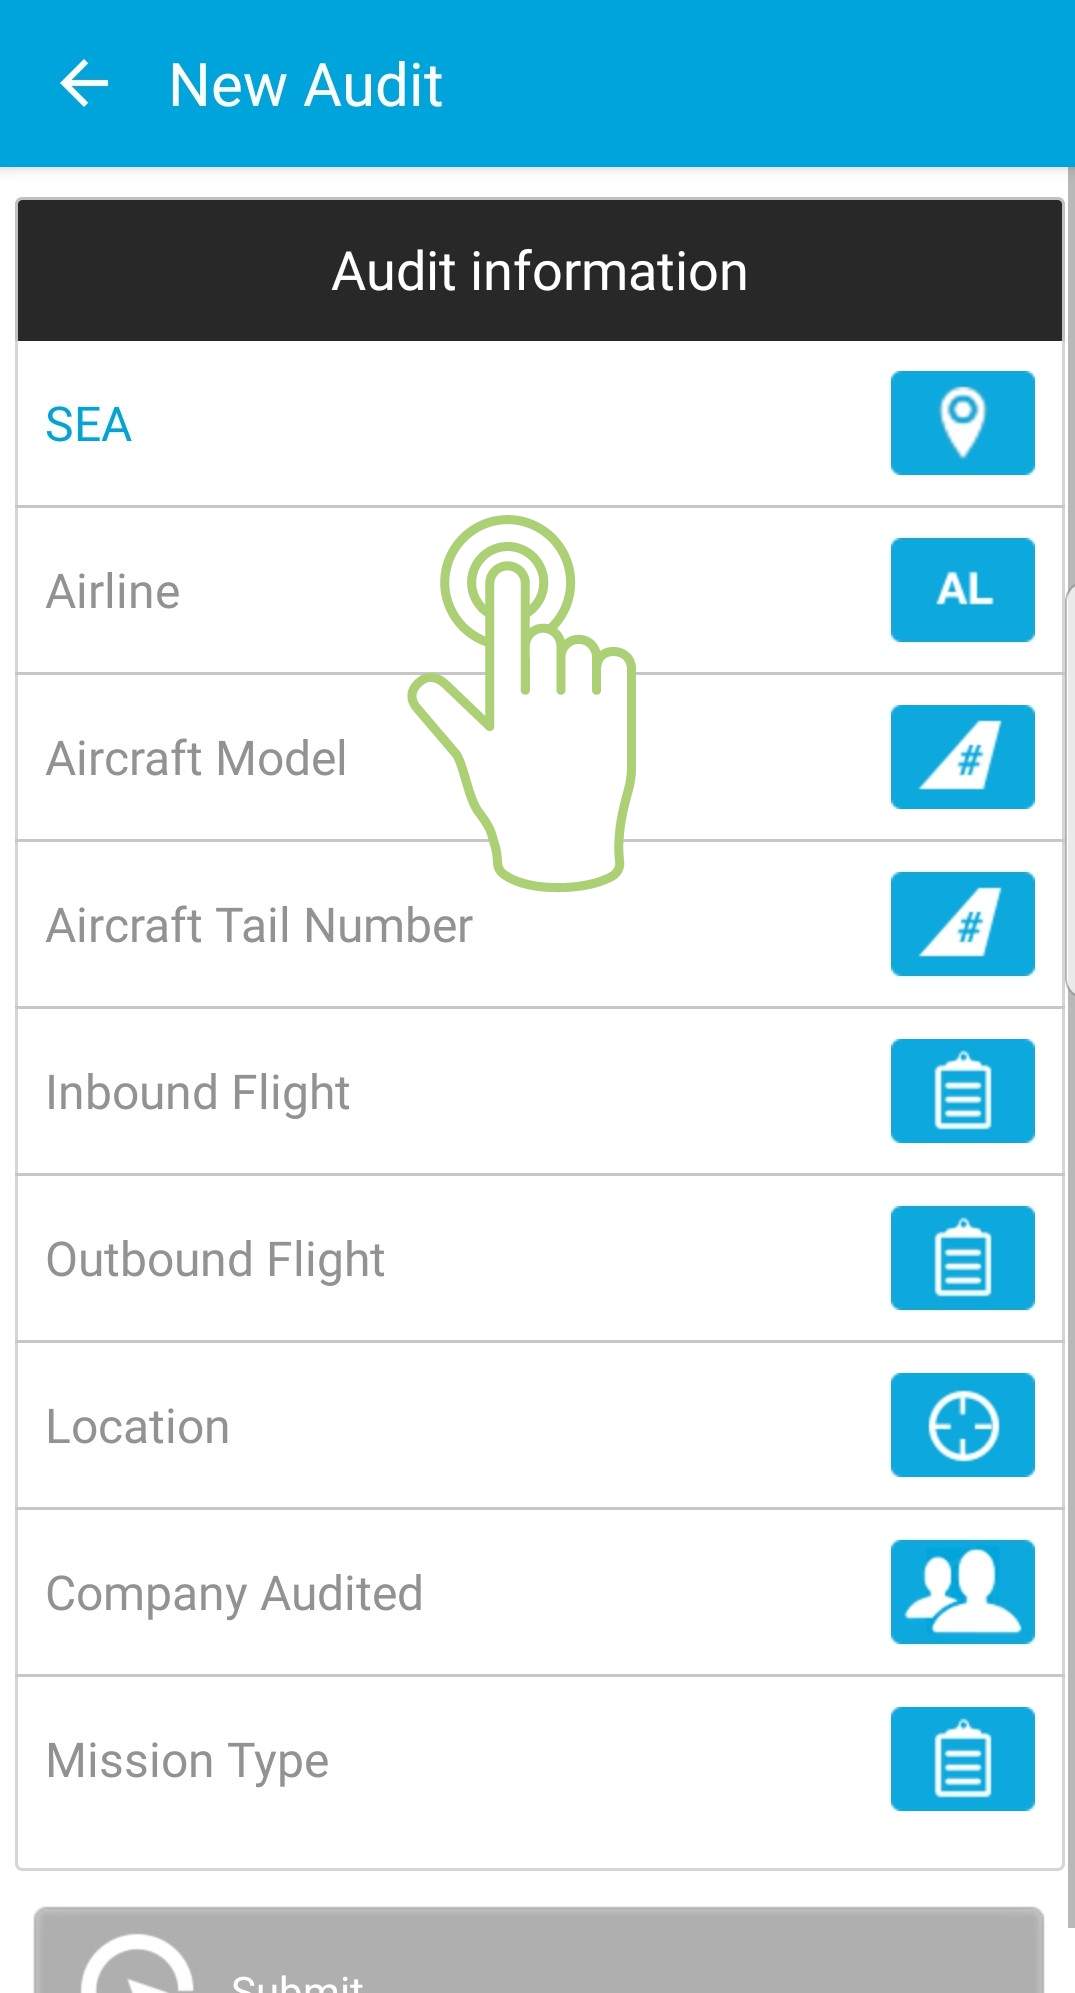 New Audit
Audit information
SEA
Airline
AL
Aircraft Model
#
Aircraft Tail Number
#
Inbound Flight
Outbound Flight
Location
Company Audited
Mission Type
Submit